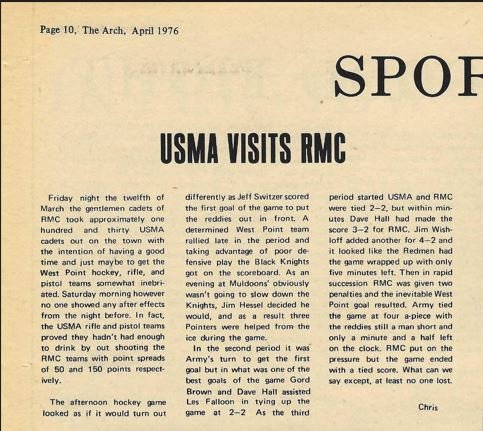 Page 10, The Arch, April 1976
SPOR
USMA VISITS RMC
Friday night the twelfth of
March the gentlemen cadets of
RMC took approximately one
hundred and thirty USMA
cadets out on the town with
the intention of having a good
time and just maybe to get the
West Point hockey, rifle, and
pistol teams somewhat inebri-
ated. Saturday morning however
no one showed any after effects
from the night before. In fact,
the USMA rifle and pistol teams
proved they hadn't had enough
to drink by out shooting the
RMC teams with point spreads
of 50 and 150 points respect-
ively.
The afternoon hockey game
looked as if it would turn out
differently as Jeff Switzer scored
the first goal of the game to put
the reddies out in front. A
determined West Point team
rallied late in the period and
taking advantage of poor de-
fensive play the Black Knights
got on the scoreboard. As an
evening at Muldoons' obviously
wasn't going to slow down the
Knights, Jim Hessel decided he
would, and as a result three
Pointers were helped from the
ice during the game.
In the second period it was
Army's turn to get the first
goal but in what was one of the
best goals of the game Gord
Brown and Dave Hall assisted
Les Falloon in tying up the
game at 2-2 As the third
period started USMA and RMC
were tied 2-2, but within min-
utes Dave Hall had made the
score 3-2 for RMC. Jim Wish-
loff added another for 4-2 and
it looked like the Redmen had
the game wrapped up with only
five minutes left. Then in rapid
succession RMC was given two
penalties and the inevitable West
Point goal resulted. Army tied
the game at four a-piece with
the reddies still a man short and
only a minute and a half left
on the clock. RMC put on the
pressure but the game ended
with a tied score. What can we
say except, at least no one lost.
Chris